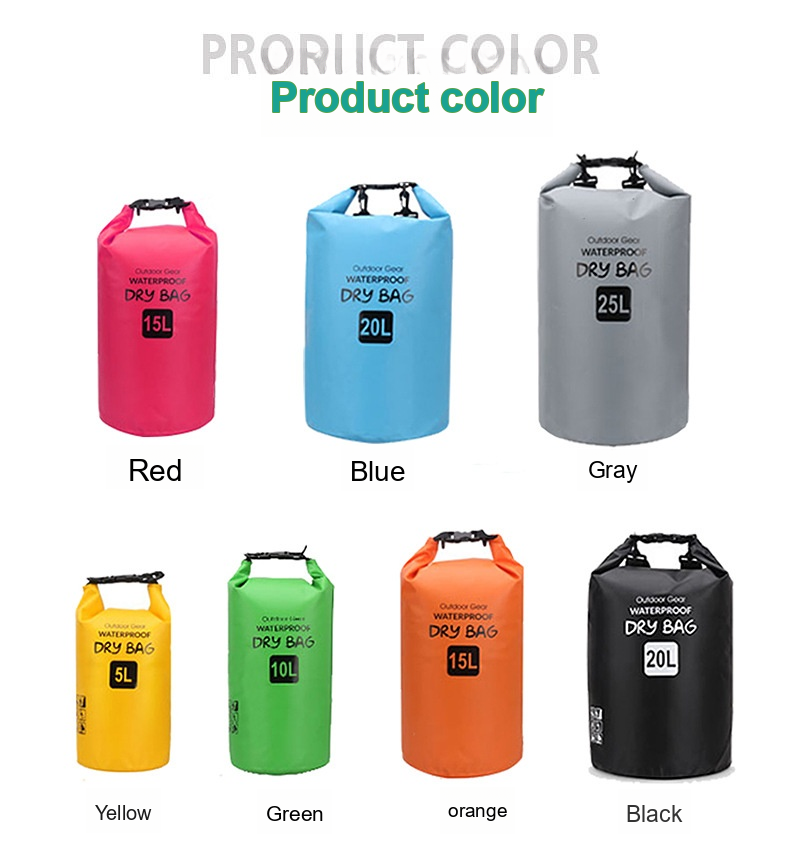 PRODUCT COLOR
Product color
Outdoor Gear
WATERPROOF
DRY BAG
15L
Outdoor Gear
WATERPROOF
DRY BAG
20L
Outdoor Gear
WATERPROOF
DRY BAG
25L
Red
Blue
Gray
Outdoor Gear
WATERPROOF
DRY BAG
5L
Outdoor Gear
WATERPROOF
DRY BAG
10L
Outdoor Gear
WATERPROOF
DRY BAG
15L
Outdoor Gear
WATERPROOF
DRY BAG
20L
Yellow
Green
orange
Black